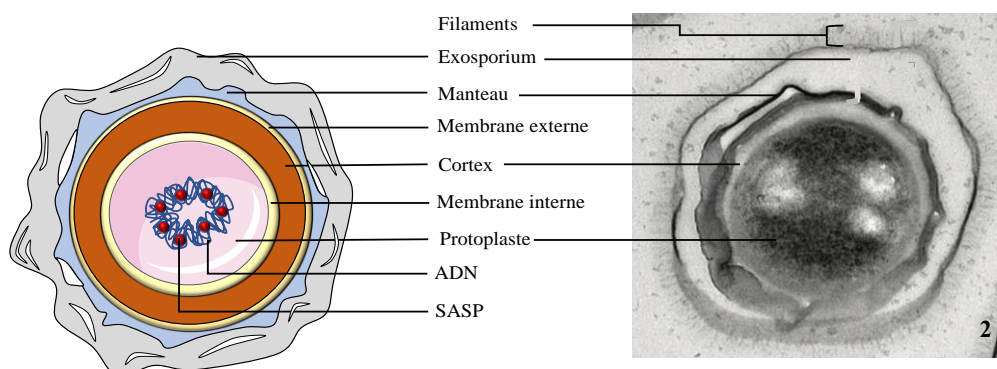 Filaments
Exosporium
Manteau
Membrane externe
Cortex
Membrane interne
Protoplaste
ADN
SASP
2